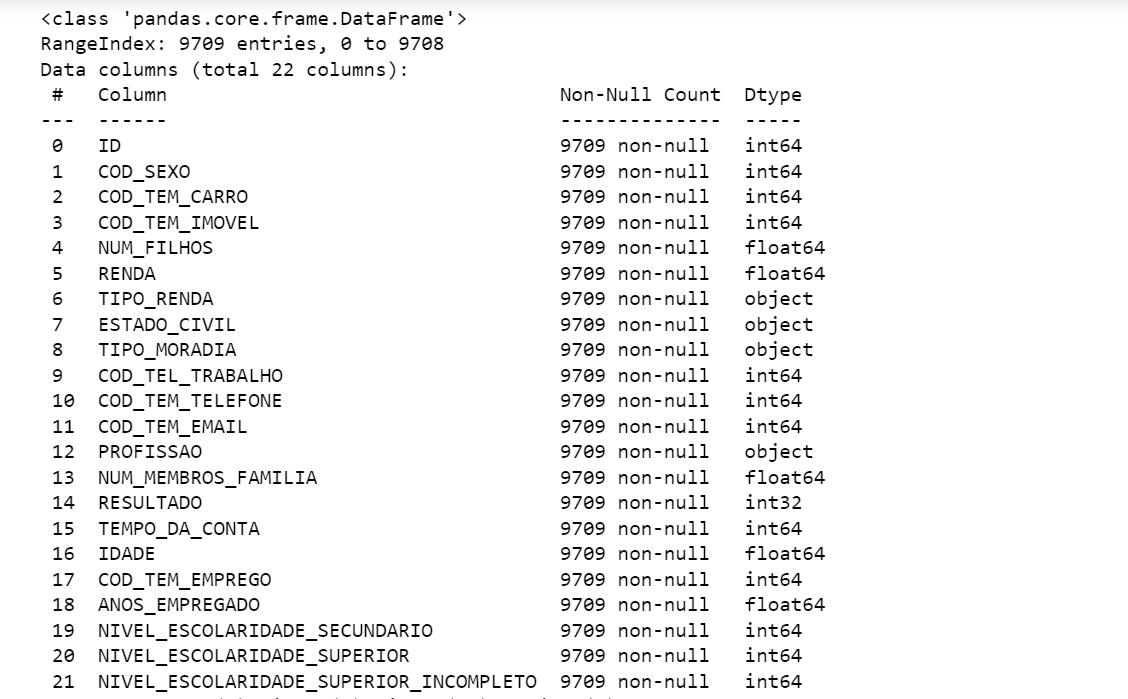 <class 'pandas.core.frame.DataFrame'>
RangeIndex: 9709 entries, 0 to 9708
Data columns (total 22 columns):
# Column Non-Null Count Dtype
--- ------ -------------- -----
0 ID 9709 non-null int64
1 COD_SEXO 9709 non-null int64
2 COD_TEM_CARRO 9709 non-null int64
3 COD_TEM_IMOVEL 9709 non-null int64
4 NUM_FILHOS 9709 non-null float64
5 RENDA 9709 non-null float64
6 TIPO_RENDA 9709 non-null object
7 ESTADO_CIVIL 9709 non-null object
8 TIPO_MORADIA 9709 non-null object
9 COD_TEL_TRABALHO 9709 non-null int64
10 COD_TEM_TELEFONE 9709 non-null int64
11 COD_TEM_EMAIL 9709 non-null int64
12 PROFISSAO 9709 non-null object
13 NUM_MEMBROS_FAMILIA 9709 non-null float64
14 RESULTADO 9709 non-null int32
15 TEMPO_DA_CONTA 9709 non-null int64
16 IDADE 9709 non-null float64
17 COD_TEM_EMPREGO 9709 non-null int64
18 ANOS_EMPREGADO 9709 non-null float64
19 NIVEL_ESCOLARIDADE_SECUNDARIO 9709 non-null int64
20 NIVEL_ESCOLARIDADE_SUPERIOR 9709 non-null int64
21 NIVEL_ESCOLARIDADE_SUPERIOR_INCOMPLETO 9709 non-null int64